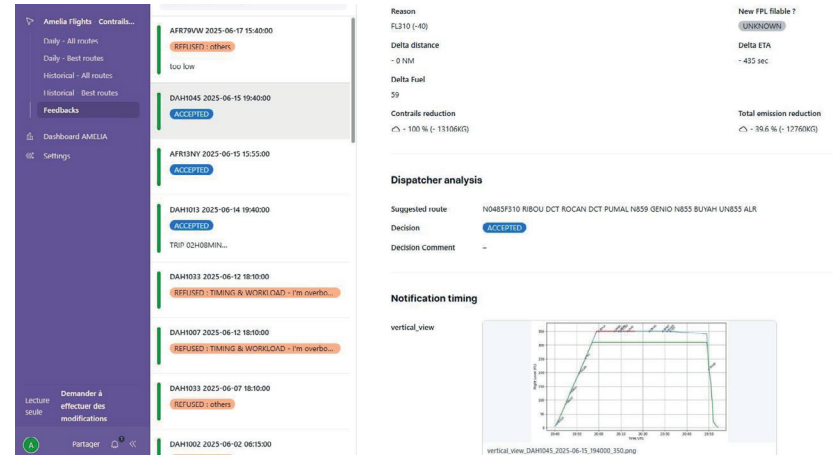 Amelia Flights Contrails...
Daily - All routes
Daily - Best routes
Historical - All routes
Historical Best routes
Feedbacks
Dashboard AMELIA
Settings
Lecture seule
Demander à effectuer des modifications
A
Partager
AFR79VW 2025-06-17 15:40:00
REFUSED : others
too low
DAH1045 2025-06-15 19:40:00
ACCEPTED
AFR13NY 2025-06-15 15:55:00
ACCEPTED
DAH1013 2025-06-14 19:40:00
ACCEPTED
TRIP 02H08MIN...
DAH1033 2025-06-12 18:10:00
REFUSED : TIMING & WORKLOAD - I'm overbo...
DAH1007 2025-06-12 18:10:00
REFUSED : TIMING & WORKLOAD - I'm overbo...
DAH1033 2025-06-07 18:10:00
REFUSED : others
DAH1002 2025-06-02 06:15:00
Reason
New FPL filable ?
FL310 (-40)
UNKNOWN
Delta distance
Delta ETA
- 0 NM
- 435 sec
Delta Fuel
59
Contrails reduction
Total emission reduction
- 100 % (- 13106KG)
- 39.6 % (- 12760KG)
Dispatcher analysis
Suggested route N0485F310 RIBOU DCT ROCAN DCT PUMAL N859 GENIO N855 BUYAH UN855 ALR
Decision ACCEPTED
Decision Comment –
Notification timing
vertical_view
vertical_view_DAH1045_2025-06-15_194000_350.png